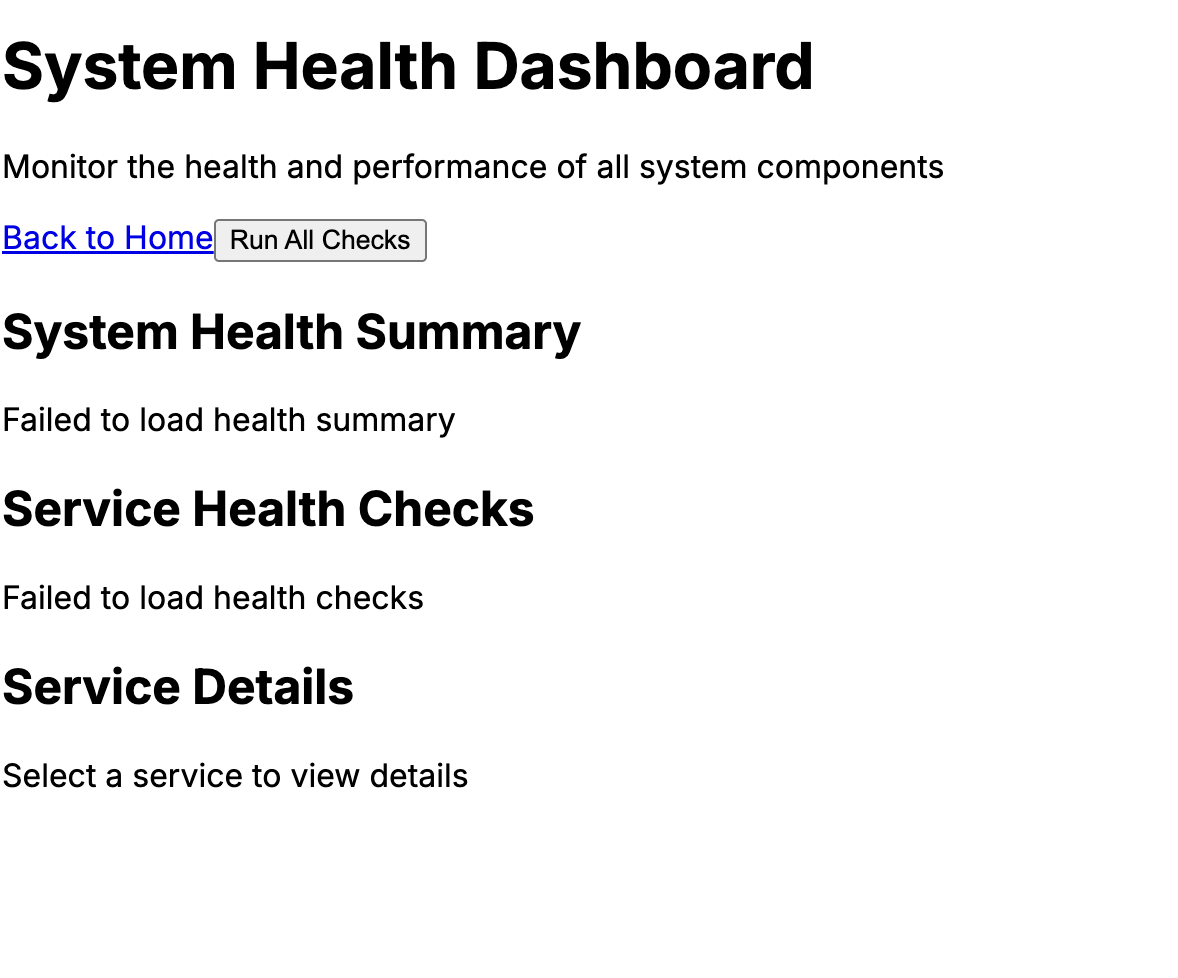 System Health Dashboard
Monitor the health and performance of all system components
Back to Home Run All Checks
System Health Summary
Failed to load health summary
Service Health Checks
Failed to load health checks
Service Details
Select a service to view details